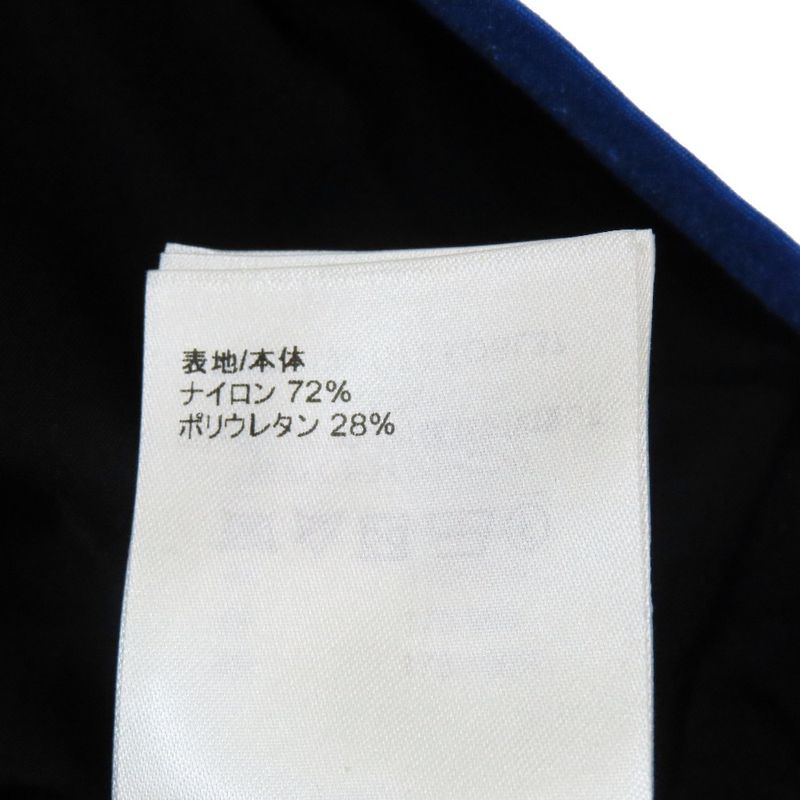 表地/本体
ナイロン 72%
ポリウレタン 28%